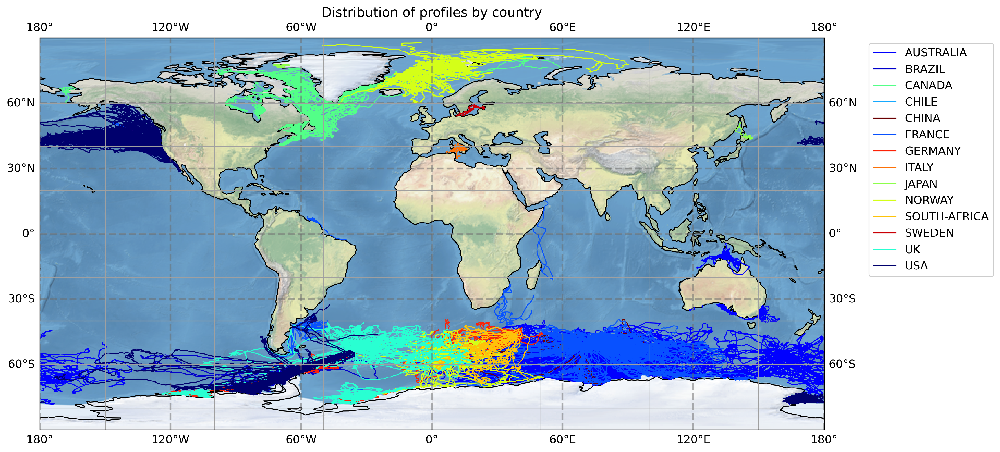 Distribution of profiles by country
180° 120°W 60°W 0° 60°E 120°E 180°
60°N 60°N
30°N 30°N
0° 0°
30°S 30°S
60°S 60°S
180° 120°W 60°W 0° 60°E 120°E 180°
AUSTRALIA
BRAZIL
CANADA
CHILE
CHINA
FRANCE
GERMANY
ITALY
JAPAN
NORWAY
SOUTH-AFRICA
SWEDEN
UK
USA